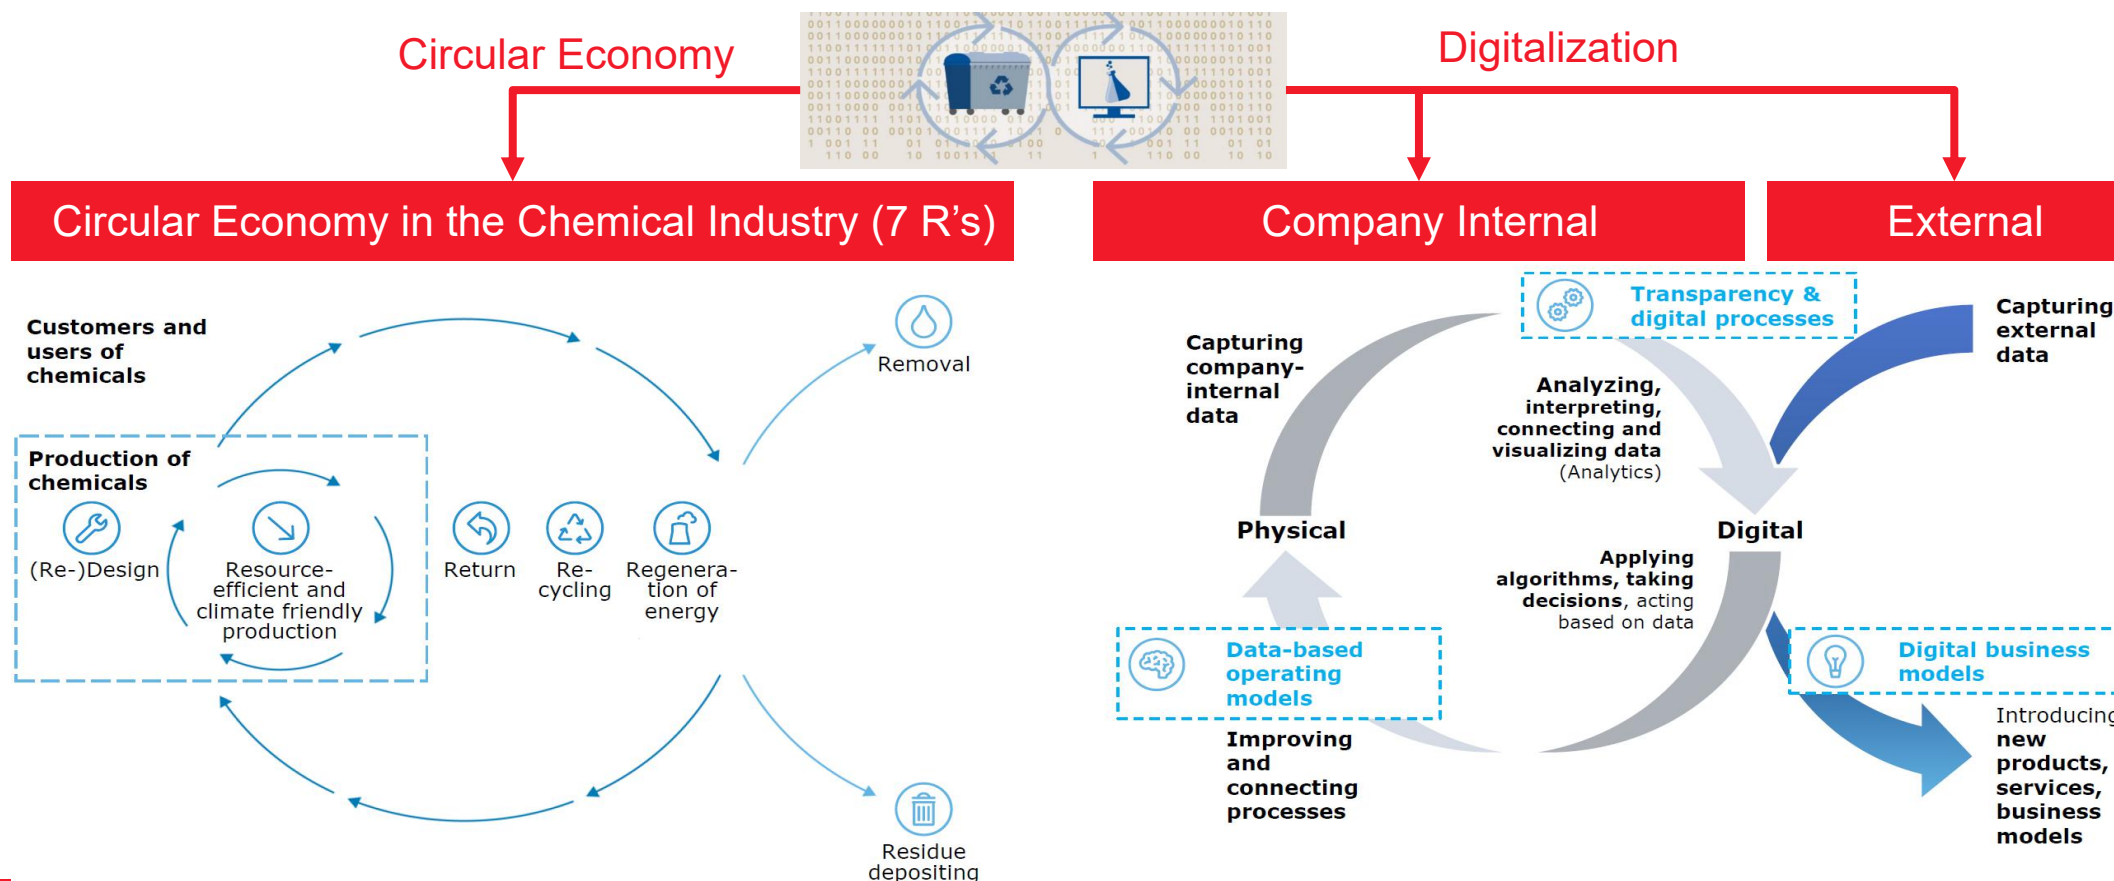 Circular Economy
Digitalization
Circular Economy in the Chemical Industry (7 R's)
Company Internal
External
Customers and
users of
chemicals
Removal
Production of
chemicals
(Re-)Design
Resource-
efficient and
climate friendly
production
Return
Re-
cycling
Regenera-
tion of
energy
Residue
depositing
Transparency &
digital processes
Capturing
company-
internal
data
Capturing
external
data
Analyzing,
interpreting,
connecting and
visualizing data
(Analytics)
Physical
Digital
Applying
algorithms, taking
decisions, acting
based on data
Data-based
operating
models
Improving
and
connecting
processes
Digital business
models
Introducing
new
products,
services,
business
models